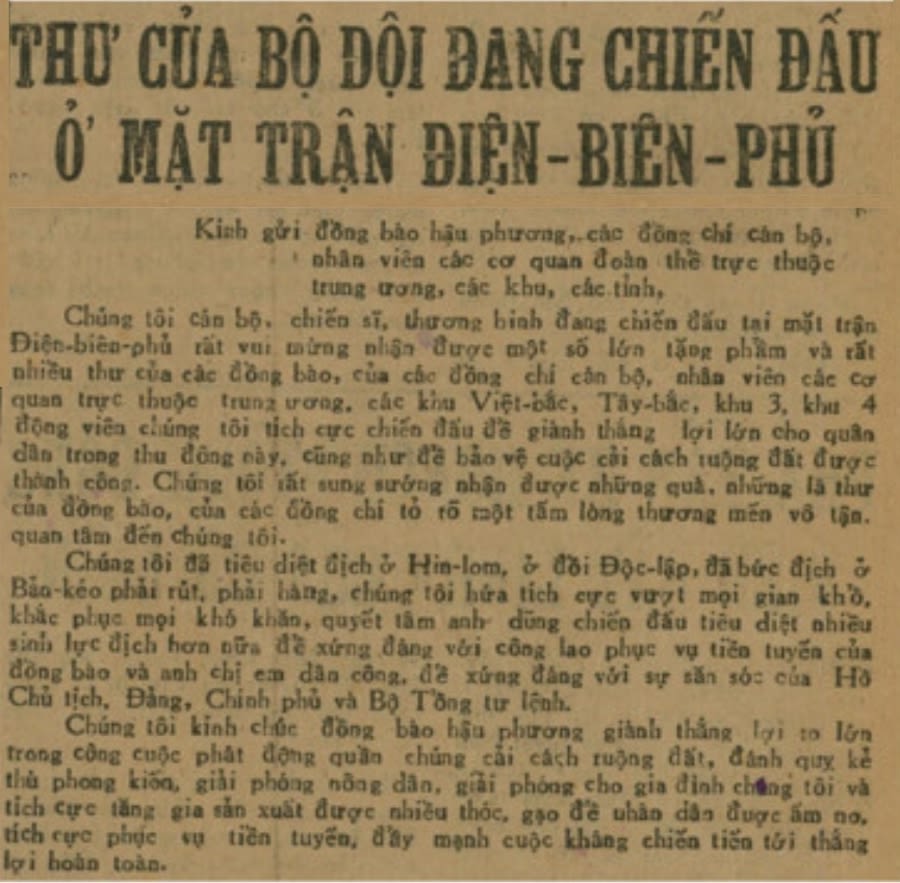 THƯ CỦA BỘ ĐỘI ĐANG CHIẾN ĐẤU
Ở MẶT TRẬN ĐIỆN-BIÊN-PHỦ
Kính gửi đồng bào hậu phương, các đồng chí cán bộ,
nhân viên các cơ quan đoàn thể trực thuộc
trung ương, các khu, các tỉnh,
Chúng tôi cán bộ, chiến sĩ, thương binh đang chiến đấu tại mặt trận
Điện-biên-phủ rất vui mừng nhận được một số lớn tặng phẩm và rất
nhiều thư của các đồng bào, của các đồng chí cán bộ, nhân viên các cơ
quan trực thuộc trung ương, các khu Việt-bắc, Tây-bắc, khu 3, khu 4
động viên chúng tôi tích cực chiến đấu để giành thắng lợi lớn cho quân
dân trong thu đông này, cũng như để bảo vệ cuộc cải cách ruộng đất được
thành công. Chúng tôi rất sung sướng nhận được những quà, những lá thư
của đồng bào, của các đồng chí tỏ rõ một tấm lòng thương mến vô tận,
quan tâm đến chúng tôi.
Chúng tôi đã tiêu diệt địch ở Hin-lom, ở đồi Độc-lập, đã bức địch ở
Bản-kéo phải rút, phải hàng, chúng tôi hứa tích cực vượt mọi gian khổ,
khắc phục mọi khó khăn, quyết tâm anh dũng chiến đấu tiêu diệt nhiều
sinh lực địch hơn nữa để xứng đáng với công lao phục vụ tiền tuyến của
đồng bào và anh chị em dân công, để xứng đáng với sự săn sóc của Hồ
Chủ tịch, Đảng, Chính phủ và Bộ Tổng tư lệnh.
Chúng tôi kính chúc đồng bào hậu phương giành thắng lợi to lớn
trong công cuộc phát động quần chúng cải cách ruộng đất, đánh quỵ kẻ
thù phong kiến, giải phóng nông dân, giải phóng cho gia đình chúng tôi và
tích cực tăng gia sản xuất được nhiều thóc, gạo để nhân dân được ấm no,
tích cực phục vụ tiền tuyến, đẩy mạnh cuộc kháng chiến tiến tới thắng
lợi hoàn toàn.